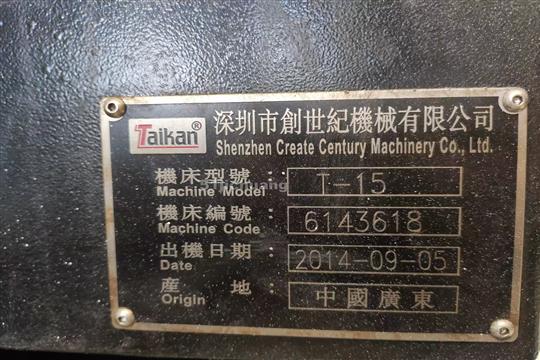 Taikan® 深圳市創世紀機械有限公司
Shenzhen Create Century Machinery Co., Ltd.
機床型號 : T-15
Machine Model
機床編號 : 6143618
Machine Code
出機日期 : 2014-09-05
Date
産 地 : 中國廣東
Origin